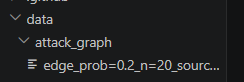 data
attack_graph
edge_prob=0.2_n=20_sourc...